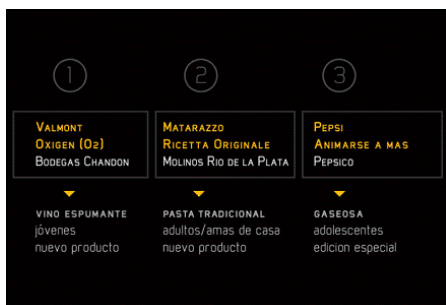 1
2
3
Valmont
Oxigen (O2)
Bodegas Chandon
Matarazzo
Ricetta Originale
Molinos Rio de la Plata
Pepsi
Animarse a mas
Pepsico
VINO ESPUMANTE
jóvenes
nuevo producto
PASTA TRADICIONAL
adultos/amas de casa
nuevo producto
GASEOSA
adolescentes
edicion especial